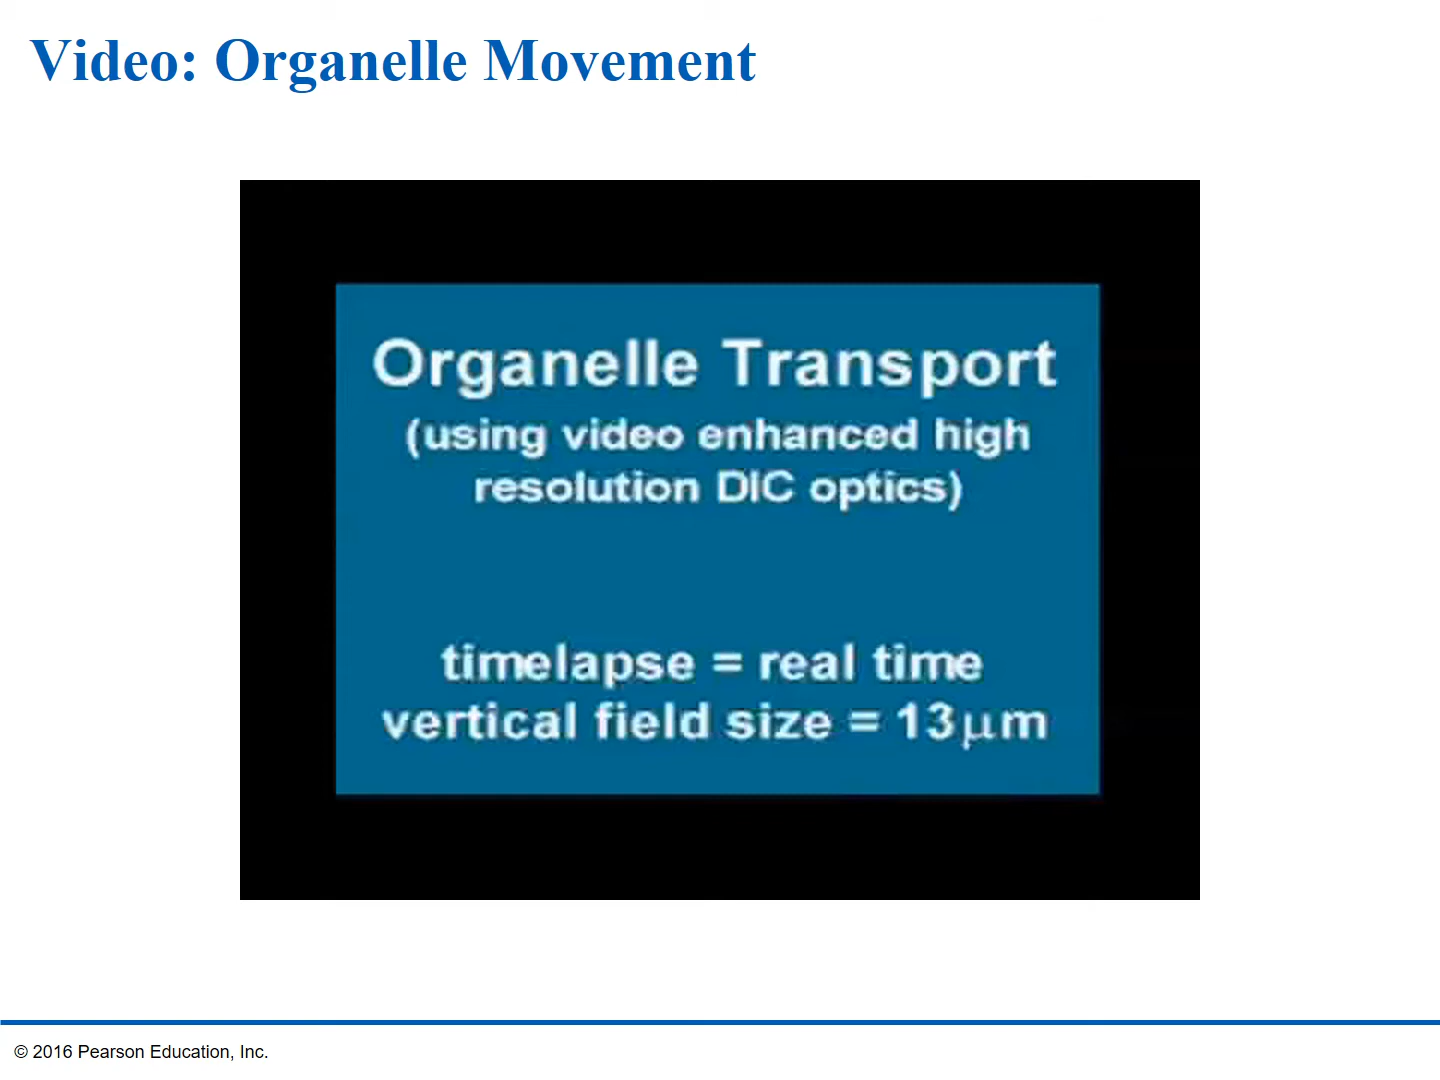 Video: Organelle Movement
Organelle Transport
(using video enhanced high
resolution DIC optics)
timelapse = real time
vertical field size = 13μm
© 2016 Pearson Education, Inc.